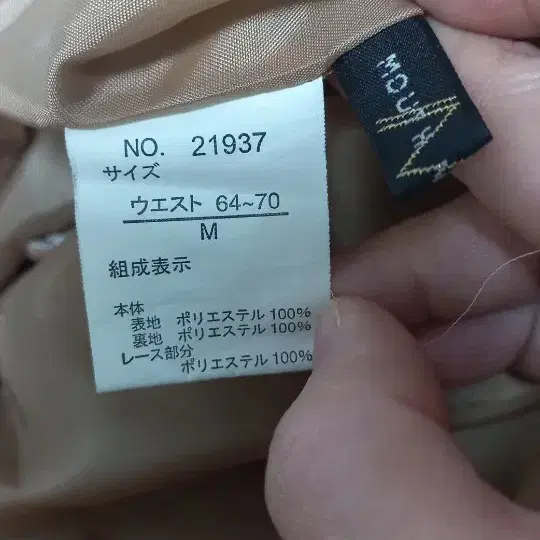 NO. 21937
サイズ
ウエスト 64~70
M
組成表示
本体
表地 ポリエステル 100%
裏地 ポリエステル 100%
レース部分
ポリエステル 100%